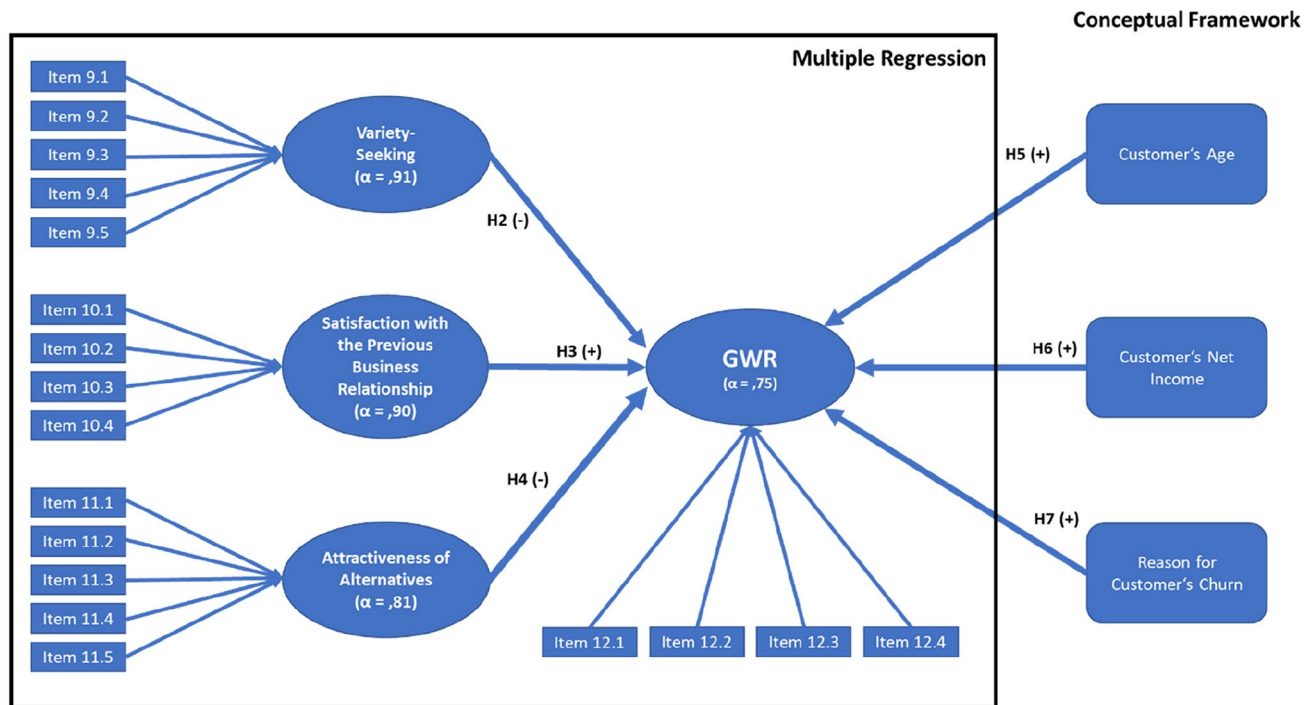 Conceptual Framework
Multiple Regression
Item 9.1
Item 9.2
Item 9.3
Item 9.4
Item 9.5
Variety-
Seeking
(α = ,91)
H2 (-)
Item 10.1
Item 10.2
Item 10.3
Item 10.4
Satisfaction with
the Previous
Business
Relationship
(α = ,90)
H3 (+)
Item 11.1
Item 11.2
Item 11.3
Item 11.4
Item 11.5
Attractiveness of
Alternatives
(α = ,81)
H4 (-)
GWR
(α = ,75)
Item 12.1
Item 12.2
Item 12.3
Item 12.4
H5 (+)
Customer‘s Age
H6 (+)
Customer‘s Net
Income
H7 (+)
Reason for
Customer‘s Churn